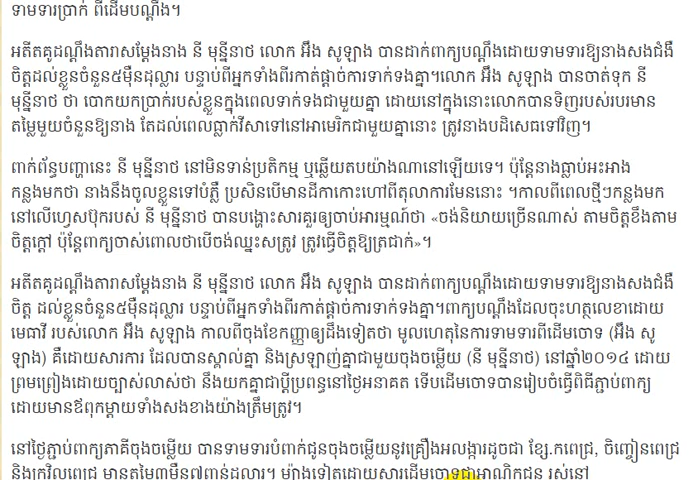 ទាមទារប្រាក់ ពីដើមបណ្តឹង។
អតីតគូដណ្តឹងតារាសម្តែងនាង នី មុន្នីនាថ លោក អ៊ឹង សូឡាង បានដាក់ពាក្យបណ្តឹងដោយទាមទារឱ្យនាងសងជំងឺ
ចិត្តដល់ខ្លួនចំនួន៥ម៉ឺនដុល្លារ បន្ទាប់ពីអ្នកទាំងពីរកាត់ផ្តាច់ការទាក់ទងគ្នា។លោក អ៊ឹង សូឡាង បានចាត់ទុក នី
មុន្នីនាថ ថា បោកយកប្រាក់របស់ខ្លួនក្នុងពេលទាក់ទងជាមួយគ្នា ដោយនៅក្នុងនោះលោកបានទិញរបស់របរមាន
តម្លៃមួយចំនួនឱ្យនាង តែដល់ពេលធ្លាក់វីសាទៅនៅអាមេរិកជាមួយគ្នានោះ ត្រូវនាងបដិសេធទៅវិញ។
ពាក់ព័ន្ធបញ្ហានេះ នី មុន្នីនាថ នៅមិនទាន់ប្រតិកម្ម ឬឆ្លើយតបយ៉ាងណានៅឡើយទេ។ ប៉ុន្តែនាងធ្លាប់អះអាង
កន្លងមកថា នាងនឹងចូលខ្លួនទៅបំភ្លឺ ប្រសិនបើមានដីកាកោះហៅពីតុលាការមែននោះ ។កាលពីពេលថ្មីៗកន្លងមក
នៅលើហ្វេសប៊ុករបស់ នី មុន្នីនាថ បានបង្ហោះសារគួរឲ្យចាប់អារម្មណ៍ថា «ចង់និយាយច្រើនណាស់ តាមចិត្តខឹងតាម
ចិត្តក្តៅ ប៉ុន្តែពាក្យចាស់ពោលថាបើចង់ឈ្នះសត្រូវ ត្រូវធ្វើចិត្តឱ្យត្រជាក់»។
អតីតគូដណ្តឹងតារាសម្តែងនាង នី មុន្នីនាថ លោក អ៊ឹង សូឡាង បានដាក់ពាក្យបណ្តឹងដោយទាមទារឱ្យនាងសងជំងឺ
ចិត្ត ដល់ខ្លួនចំនួន៥ម៉ឺនដុល្លារ បន្ទាប់ពីអ្នកទាំងពីរកាត់ផ្តាច់ការទាក់ទងគ្នា។ពាក្យបណ្តឹងដែលចុះហត្ថលេខាដោយ
មេធាវី របស់លោក អ៊ឹង សូឡាង កាលពីចុងខែកញ្ញាឲ្យដឹងទៀតថា មូលហេតុនៃការទាមទារពីដើមចោទ (អ៊ឹង សូ
ឡាង) គឺដោយសារការ ដែលបានស្គាល់គ្នា និងស្រឡាញ់គ្នាជាមួយចុងចម្លើយ (នី មុន្នីនាថ) នៅឆ្នាំ២០១៤ ដោយ
ព្រមព្រៀងដោយច្បាស់លាស់ថា នឹងយកគ្នាជាប្តីប្រពន្ធនៅថ្ងៃអនាគត ទើបដើមចោទបានរៀបចំធ្វើពិធីភ្ជាប់ពាក្យ
ដោយមានឪពុកម្តាយទាំងសងខាងយ៉ាងត្រឹមត្រូវ។
នៅថ្ងៃភ្ជាប់ពាក្យភាគីចុងចម្លើយ បានទាមទារបំពាក់ជូនចុងចម្លើយនូវគ្រឿងអលង្ការដូចជា ខ្សែ.កពេជ្រ, ចិញ្ចៀនពេជ្រ
និងក្រវិលពេជ្រ មានតម្លៃ៣ម៉ឺន៧ពាន់ដុល្លារ។ ម៉្យាងទៀតដោយសារដើមចោទជាអាណិកជន រស់នៅ